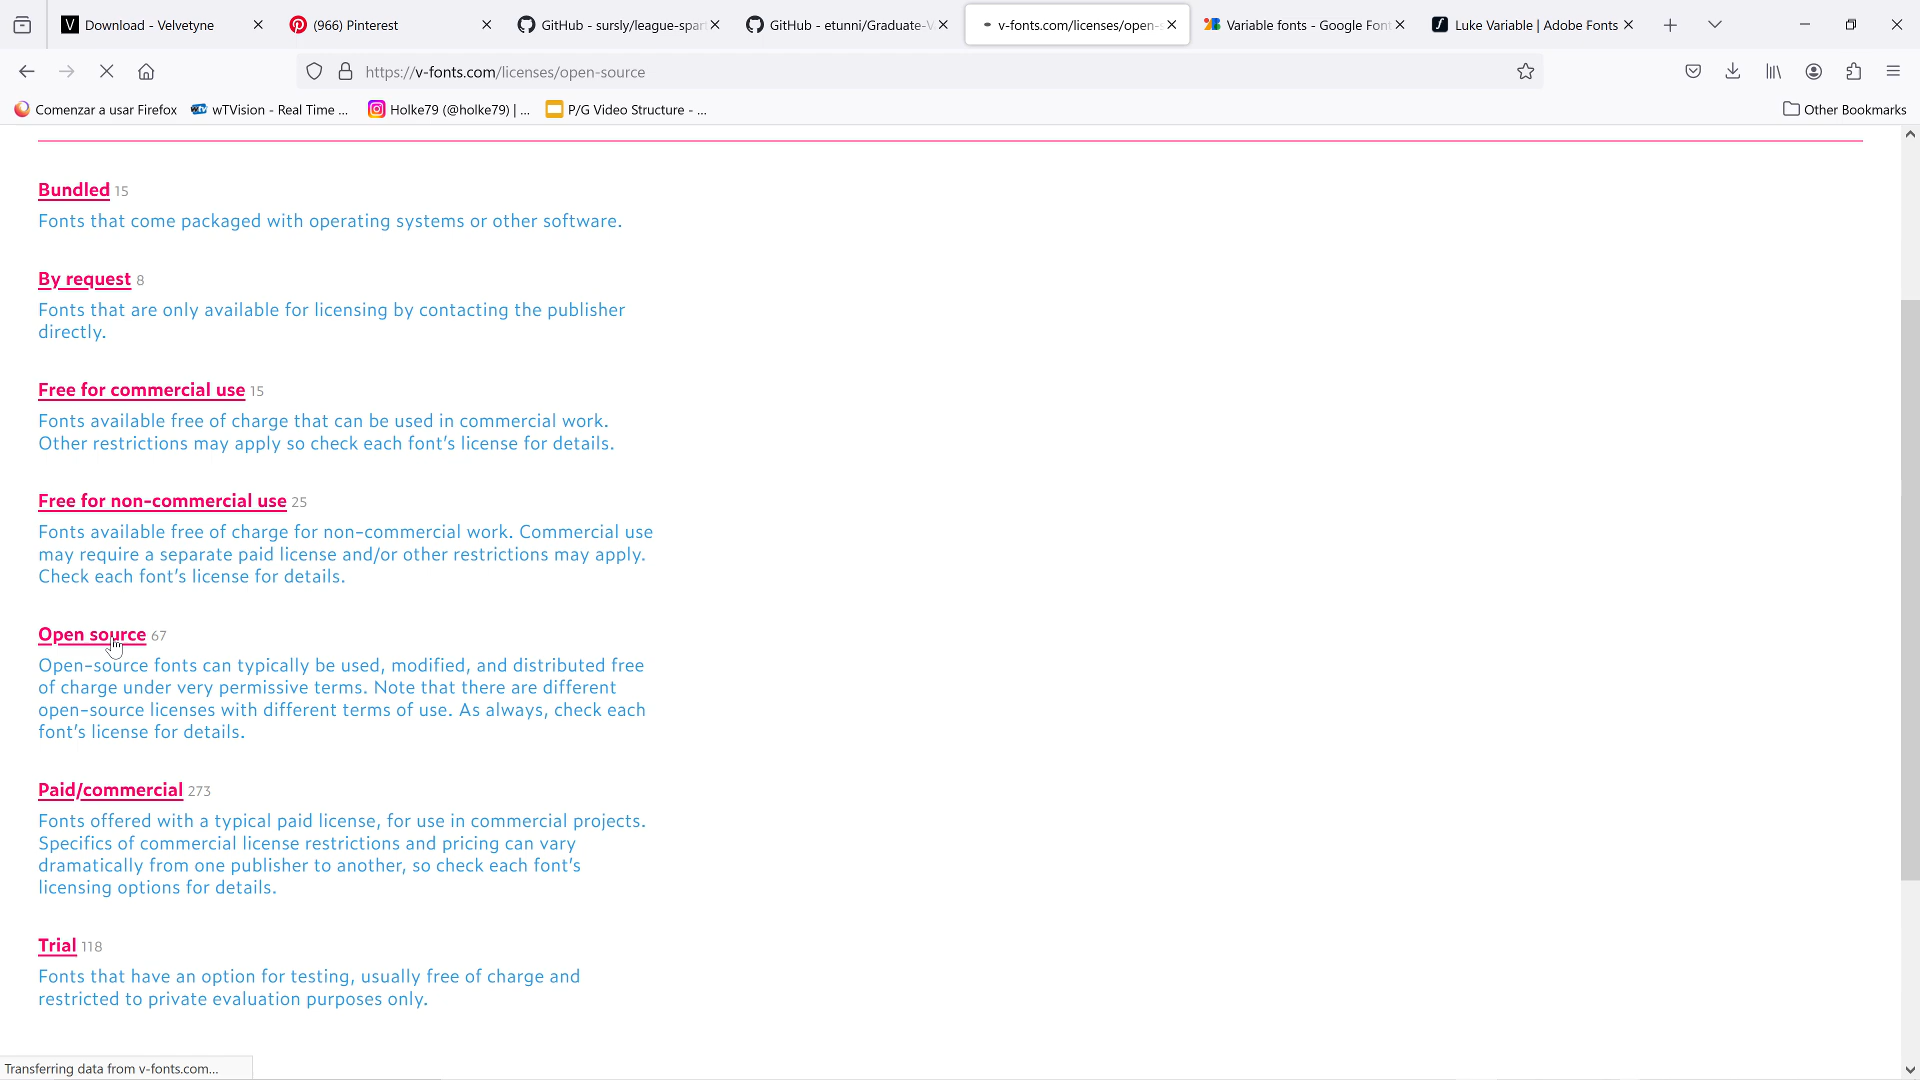 Download - Velvetyne
(966) Pinterest
GitHub - sursly/league-spar
GitHub - etunni/Graduate-V
v-fonts.com/licenses/open-s
Variable fonts - Google Font
Luke Variable | Adobe Fonts
https://v-fonts.com/licenses/open-source
Comenzar a usar Firefox
wTVision - Real Time ...
Holke79 (@holke79) | ...
P/G Video Structure - ...
Other Bookmarks
Bundled 15
Fonts that come packaged with operating systems or other software.
By request 8
Fonts that are only available for licensing by contacting the publisher
directly.
Free for commercial use 15
Fonts available free of charge that can be used in commercial work.
Other restrictions may apply so check each font's license for details.
Free for non-commercial use 25
Fonts available free of charge for non-commercial work. Commercial use
may require a separate paid license and/or other restrictions may apply.
Check each font's license for details.
Open source 67
Open-source fonts can typically be used, modified, and distributed free
of charge under very permissive terms. Note that there are different
open-source licenses with different terms of use. As always, check each
font's license for details.
Paid/commercial 273
Fonts offered with a typical paid license, for use in commercial projects.
Specifics of commercial license restrictions and pricing can vary
dramatically from one publisher to another, so check each font's
licensing options for details.
Trial 118
Fonts that have an option for testing, usually free of charge and
restricted to private evaluation purposes only.
Transferring data from v-fonts.com...